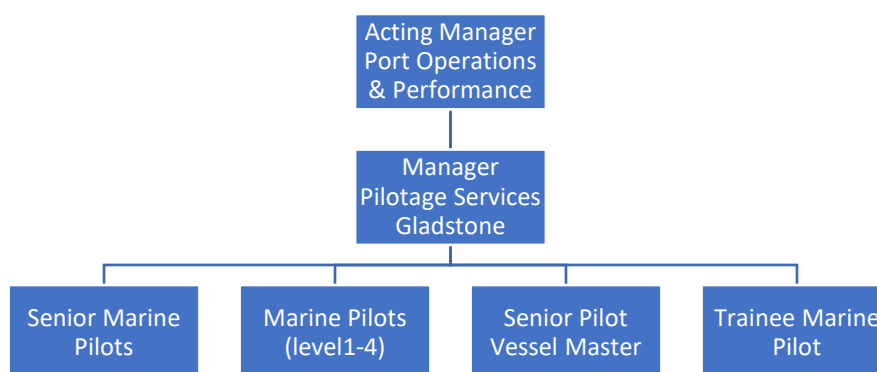 Acting Manager
Port Operations
& Performance
Manager
Pilotage Services
Gladstone
Senior Marine
Pilots
Marine Pilots
(level1-4)
Senior Pilot
Vessel Master
Trainee Marine
Pilot